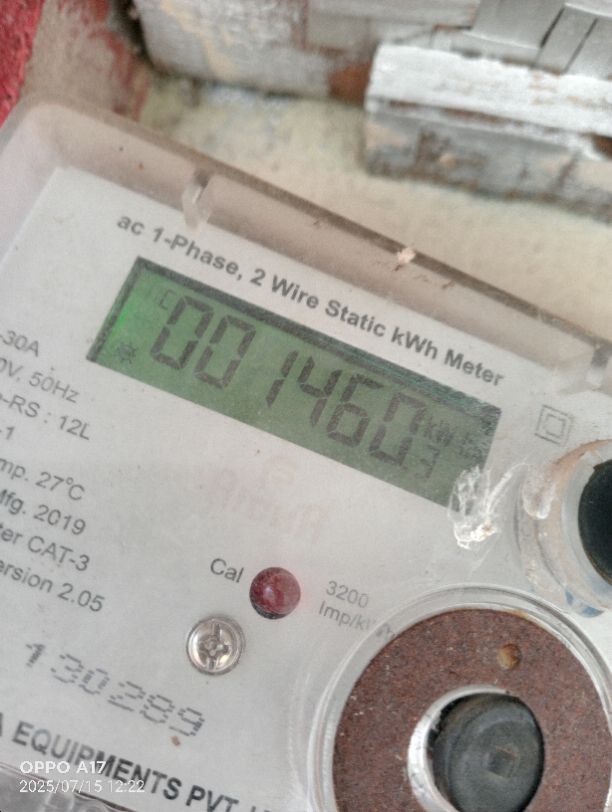 ac 1-Phase, 2 Wire Static kWh Meter
001460 kW
3
-30A
0V, 50Hz
-RS : 12L
-1
mp. 27°C
Mfg. 2019
ter CAT-3
ersion 2.05
Cal
3200
Imp/kWh
130289
A EQUIPMENTS PVT.
OPPO A17
2025/07/15 12:22